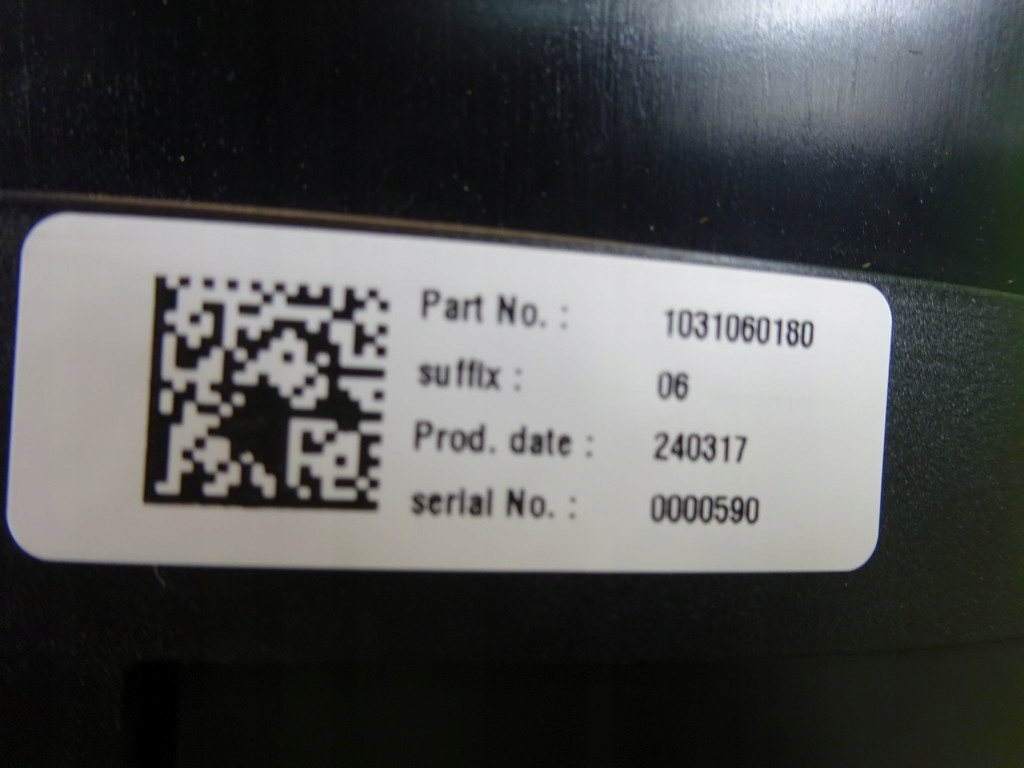 Part No. : 1031060180
suffix : 06
Prod. date : 240317
serial No. : 0000590